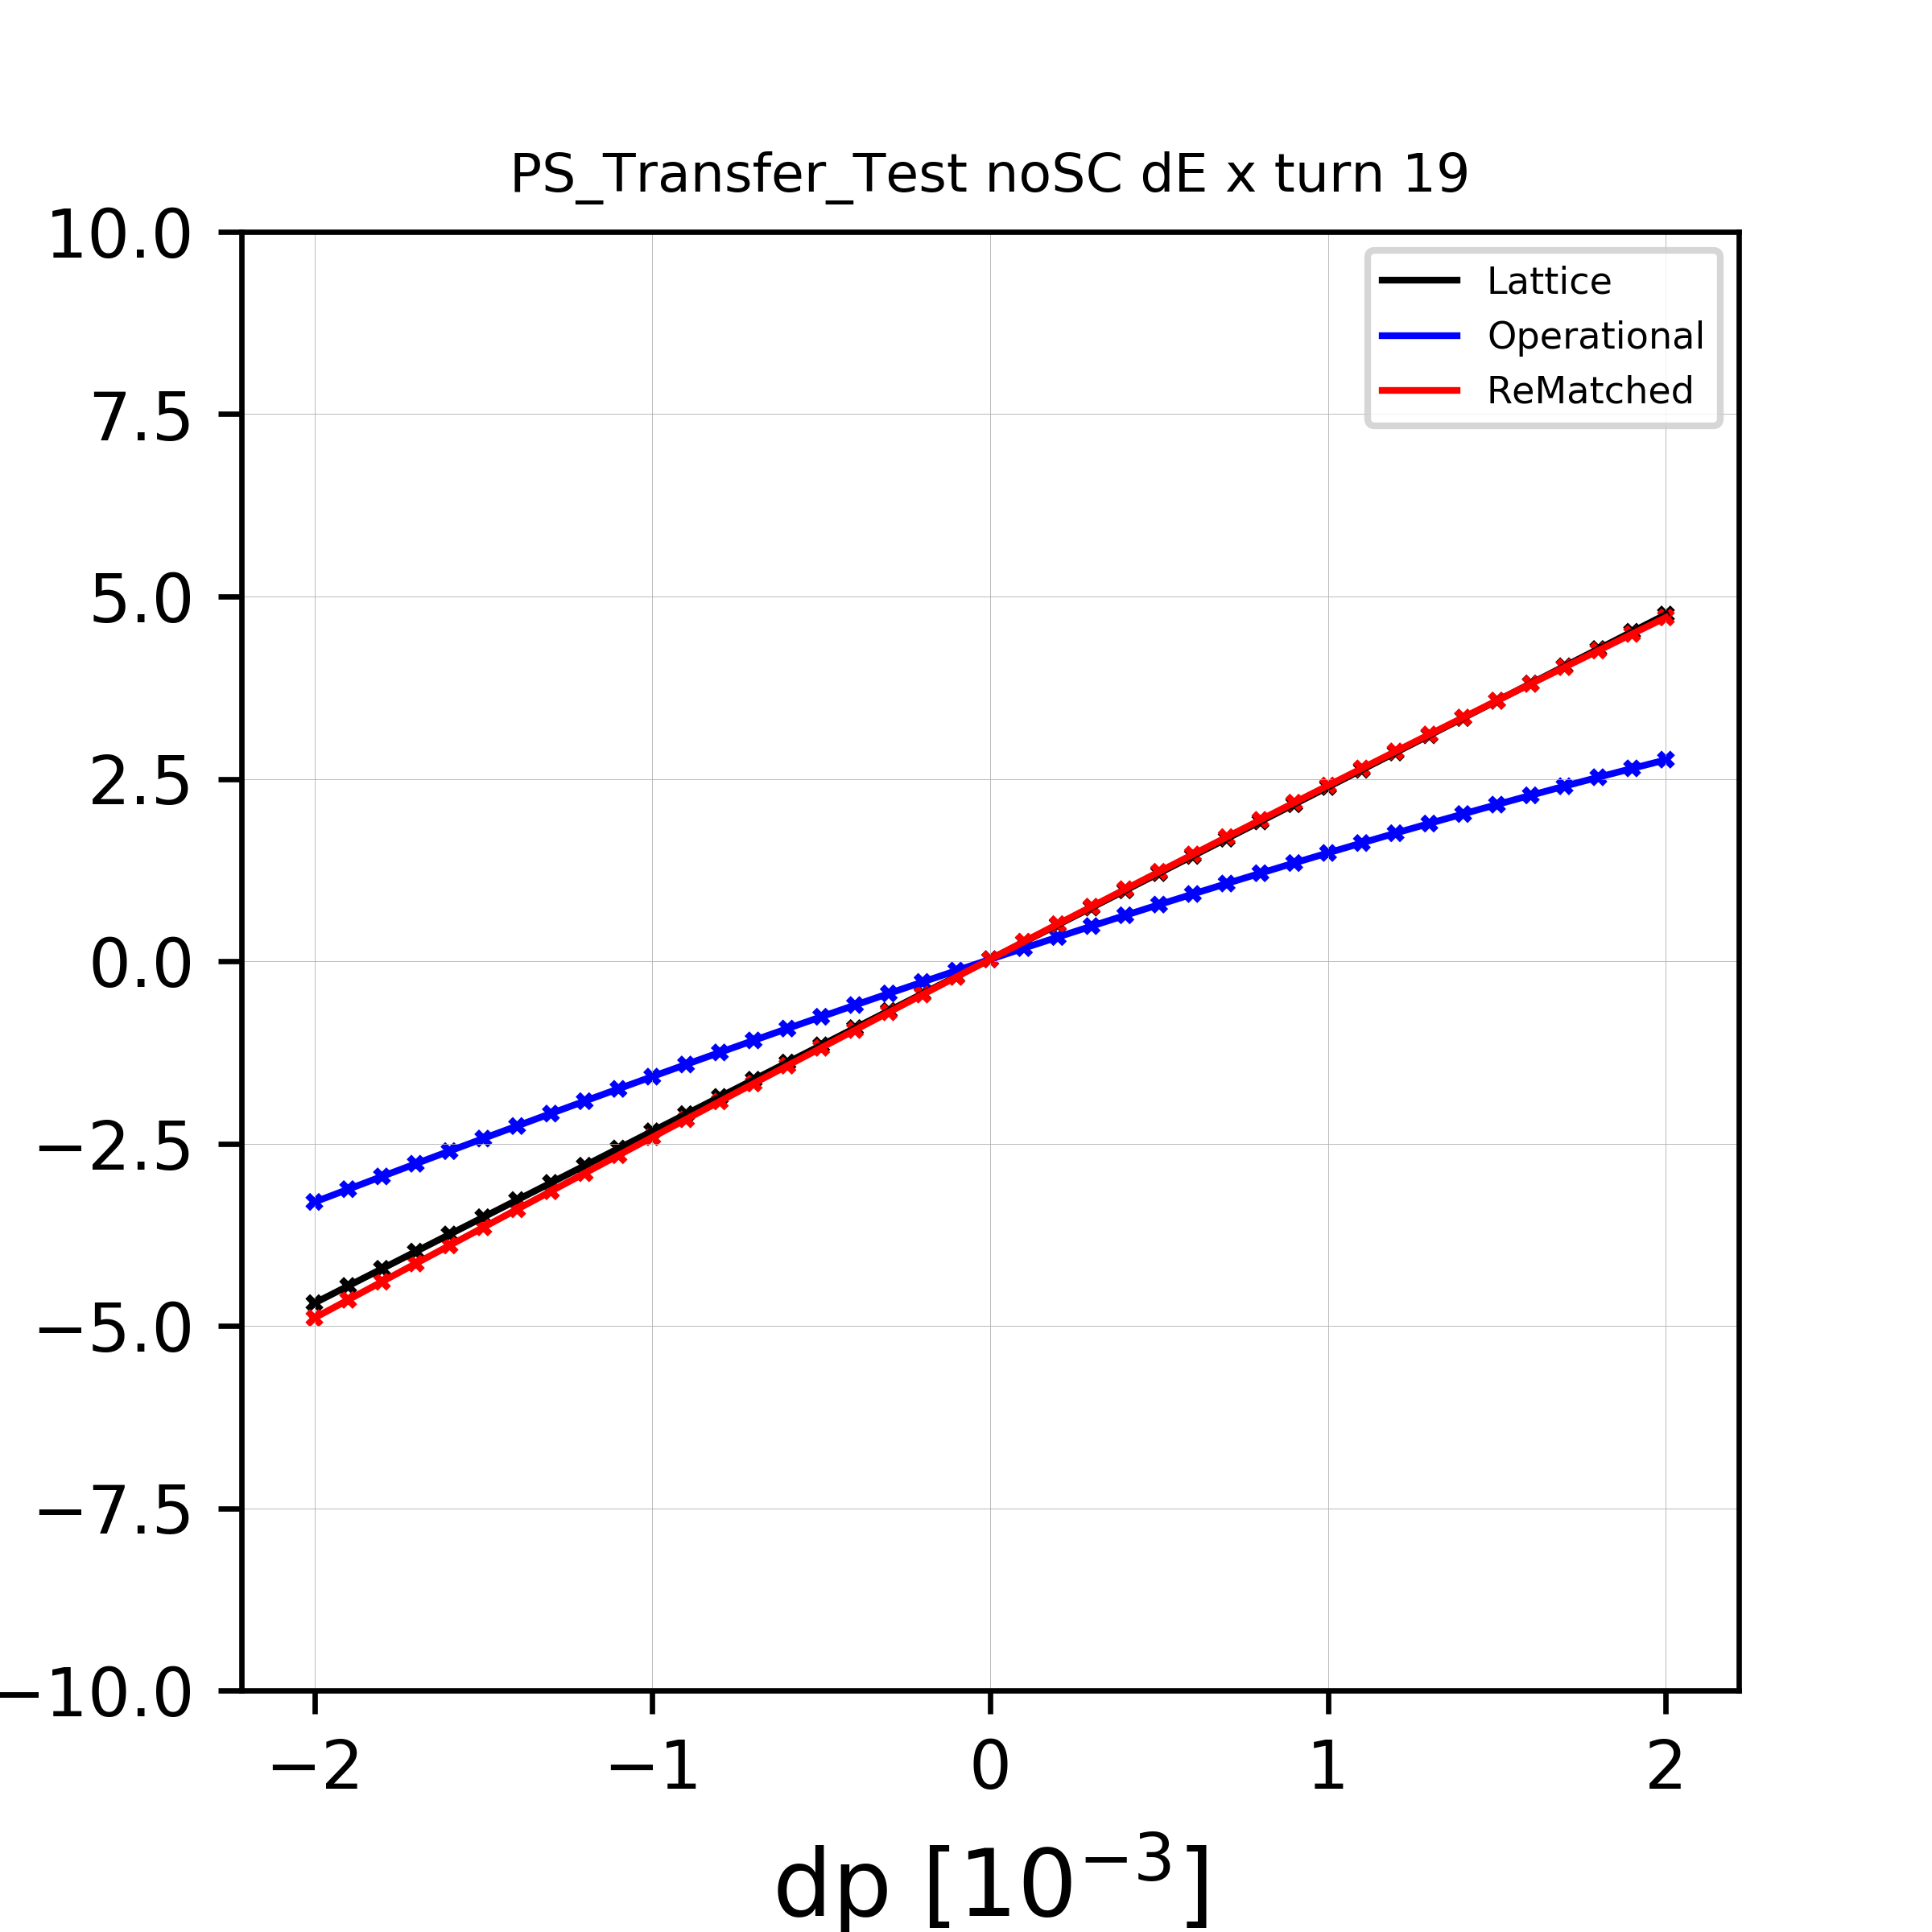 PS_Transfer_Test noSC dE x turn 19
10.0
7.5
5.0
2.5
0.0
−2.5
−5.0
−7.5
−10.0
Lattice
Operational
ReMatched
−2 −1 0 1 2
dp [10⁻³]